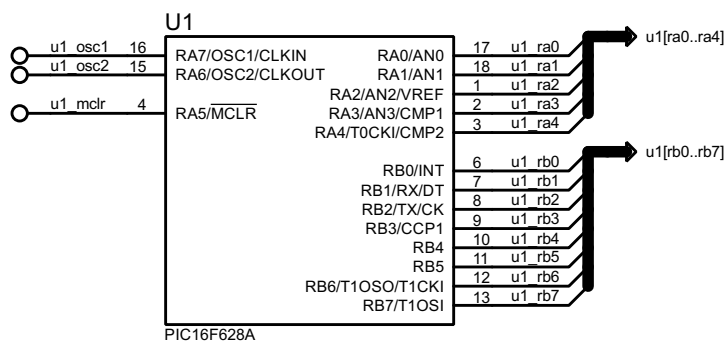 U1
u1_osc1 16 RA7/OSC1/CLKIN RA0/AN0 17 u1_ra0 u1[ra0..ra4]
u1_osc2 15 RA6/OSC2/CLKOUT RA1/AN1 18 u1_ra1
RA2/AN2/VREF 1 u1_ra2
u1_mclr 4 RA5/MCLR RA3/AN3/CMP1 2 u1_ra3
RA4/T0CKI/CMP2 3 u1_ra4
RB0/INT 6 u1_rb0 u1[rb0..rb7]
RB1/RX/DT 7 u1_rb1
RB2/TX/CK 8 u1_rb2
RB3/CCP1 9 u1_rb3
RB4 10 u1_rb4
RB5 11 u1_rb5
RB6/T1OSO/T1CKI 12 u1_rb6
RB7/T1OSI 13 u1_rb7
PIC16F628A